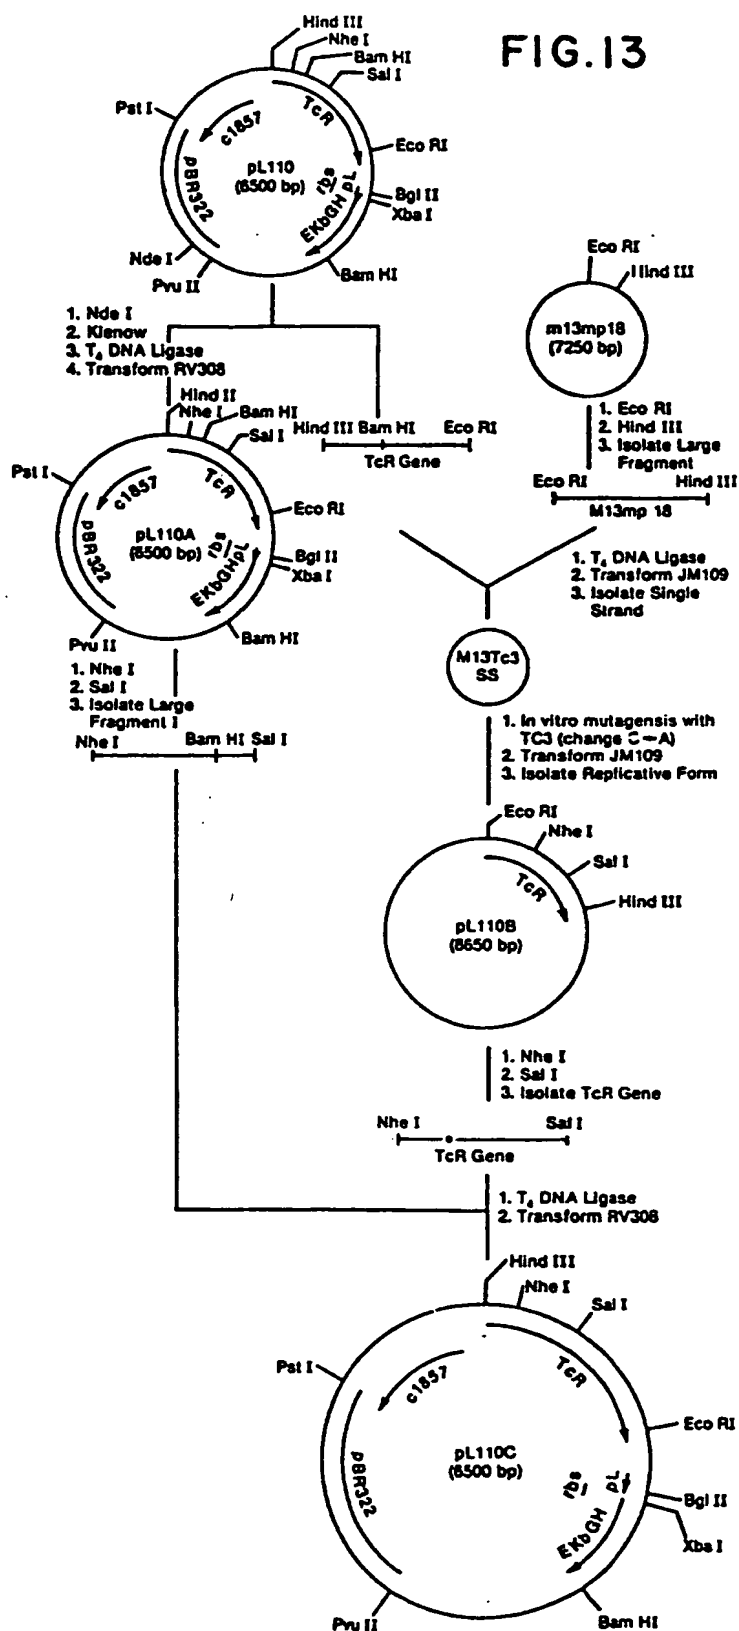 FIG.13
Hind III
Nhe I
Bam HI
Sal I
Pst I
TcR
c1857
Eco RI
pL110
(6500 bp)
rbs
pL
pBR322
EKbGH
Bgl II
Xba I
Nde I
Pvu II
Bam HI
Eco RI
Hind III
m13mp18
(7250 bp)
1. Nde I
2. Klenow
3. T4 DNA Ligase
4. Transform RV308
1. Eco RI
2. Hind III
3. Isolate Large
Fragment
Hind III Bam HI Eco RI
TcR Gene
Eco RI Hind III
M13mp 18
Hind II
Nhe I
Bam HI
Sal I
Pst I
TcR
c1857
Eco RI
pL110A
(6500 bp)
rbs
pL
pBR322
EKbGH
Bgl II
Xba I
Pvu II
Bam HI
1. T4 DNA Ligase
2. Transform JM109
3. Isolate Single
Strand
M13Tc3
SS
1. Nhe I
2. Sal I
3. Isolate Large
Fragment I
Nhe I Bam HI Sal I
1. In vitro mutagensis with
TC3 (change C→A)
2. Transform JM109
3. Isolate Replicative Form
Eco RI
Nhe I
Sal I
TcR
Hind III
pL110B
(8650 bp)
1. Nhe I
2. Sal I
3. Isolate TcR Gene
Nhe I Sal I
TcR Gene
1. T4 DNA Ligase
2. Transform RV308
Hind III
Nhe I
Sal I
Pst I
TcR
c1857
Eco RI
pL110C
(6500 bp)
rbs
pL
pBR322
EKbGH
Bgl II
Xba I
Pvu II
Bam HI